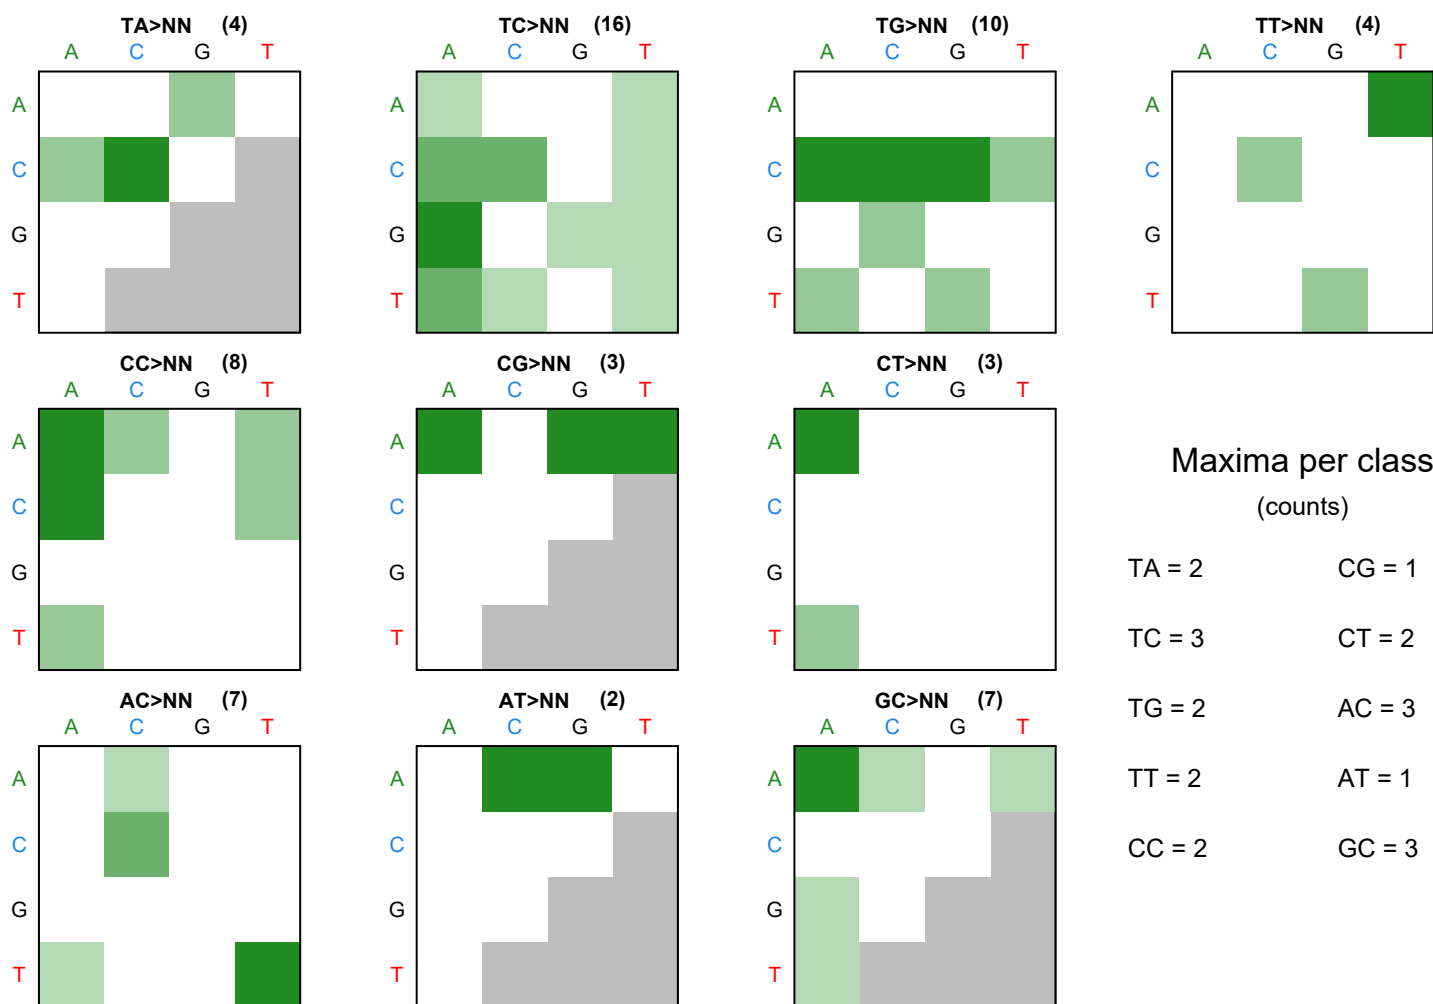 TA>NN (4)
A C G T
A
C
G
T
TC>NN (16)
A C G T
A
C
G
T
TG>NN (10)
A C G T
A
C
G
T
TT>NN (4)
A C G T
A
C
G
T
CC>NN (8)
A C G T
A
C
G
T
CG>NN (3)
A C G T
A
C
G
T
CT>NN (3)
A C G T
A
C
G
T
Maxima per class
(counts)
TA = 2 CG = 1
TC = 3 CT = 2
TG = 2 AC = 3
TT = 2 AT = 1
CC = 2 GC = 3
AC>NN (7)
A C G T
A
C
G
T
AT>NN (2)
A C G T
A
C
G
T
GC>NN (7)
A C G T
A
C
G
T